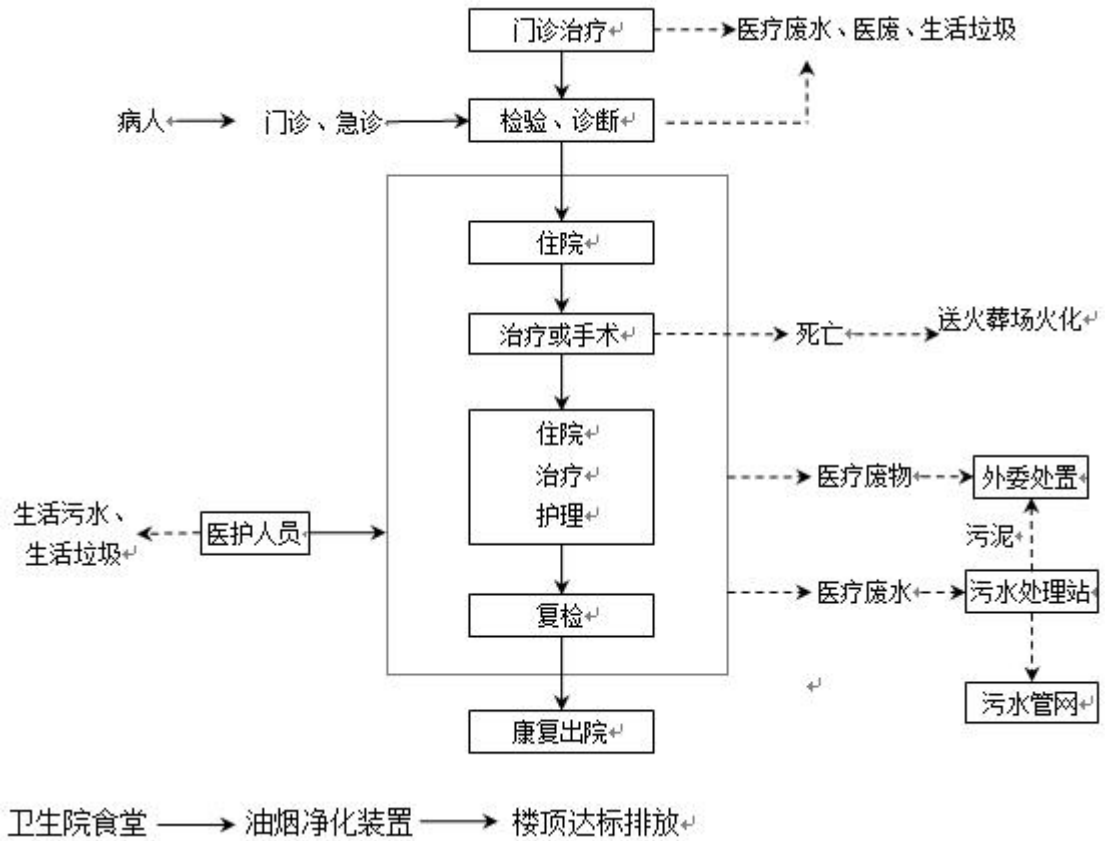 门诊治疗
医疗废水、医废、生活垃圾
病人
门诊、急诊
检验、诊断
住院
治疗或手术
死亡
送火葬场火化
住院
治疗
护理
医疗废物
外委处置
生活污水、
生活垃圾
医护人员
污泥
医疗废水
污水处理站
复检
污水管网
康复出院
卫生院食堂
油烟净化装置
楼顶达标排放